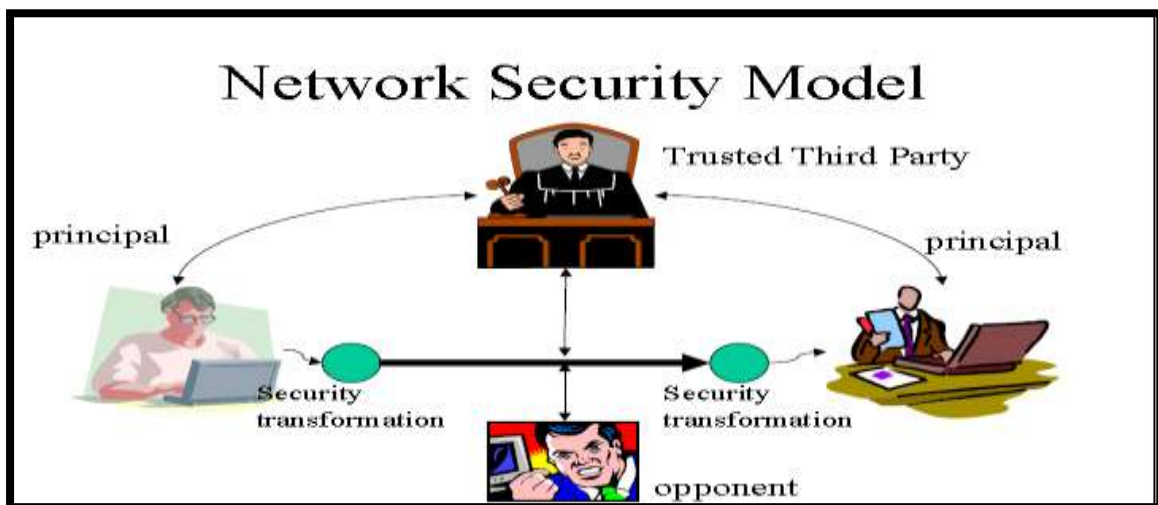 Network Security Model
Trusted Third Party
principal
principal
Security
transformation
Security
transformation
opponent